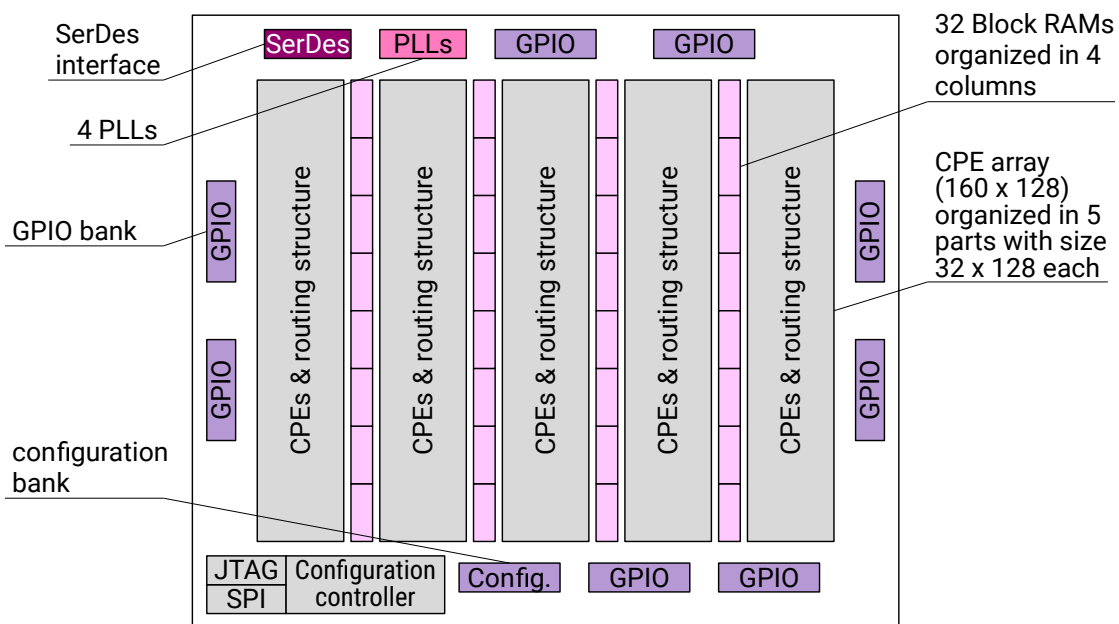 SerDes
interface
4 PLLs
GPIO bank
configuration
bank
SerDes
PLLs
GPIO
GPIO
GPIO
GPIO
CPEs & routing structure
CPEs & routing structure
CPEs & routing structure
CPEs & routing structure
CPEs & routing structure
GPIO
GPIO
JTAG
SPI
Configuration
controller
Config.
GPIO
GPIO
32 Block RAMs
organized in 4
columns
CPE array
(160 x 128)
organized in 5
parts with size
32 x 128 each